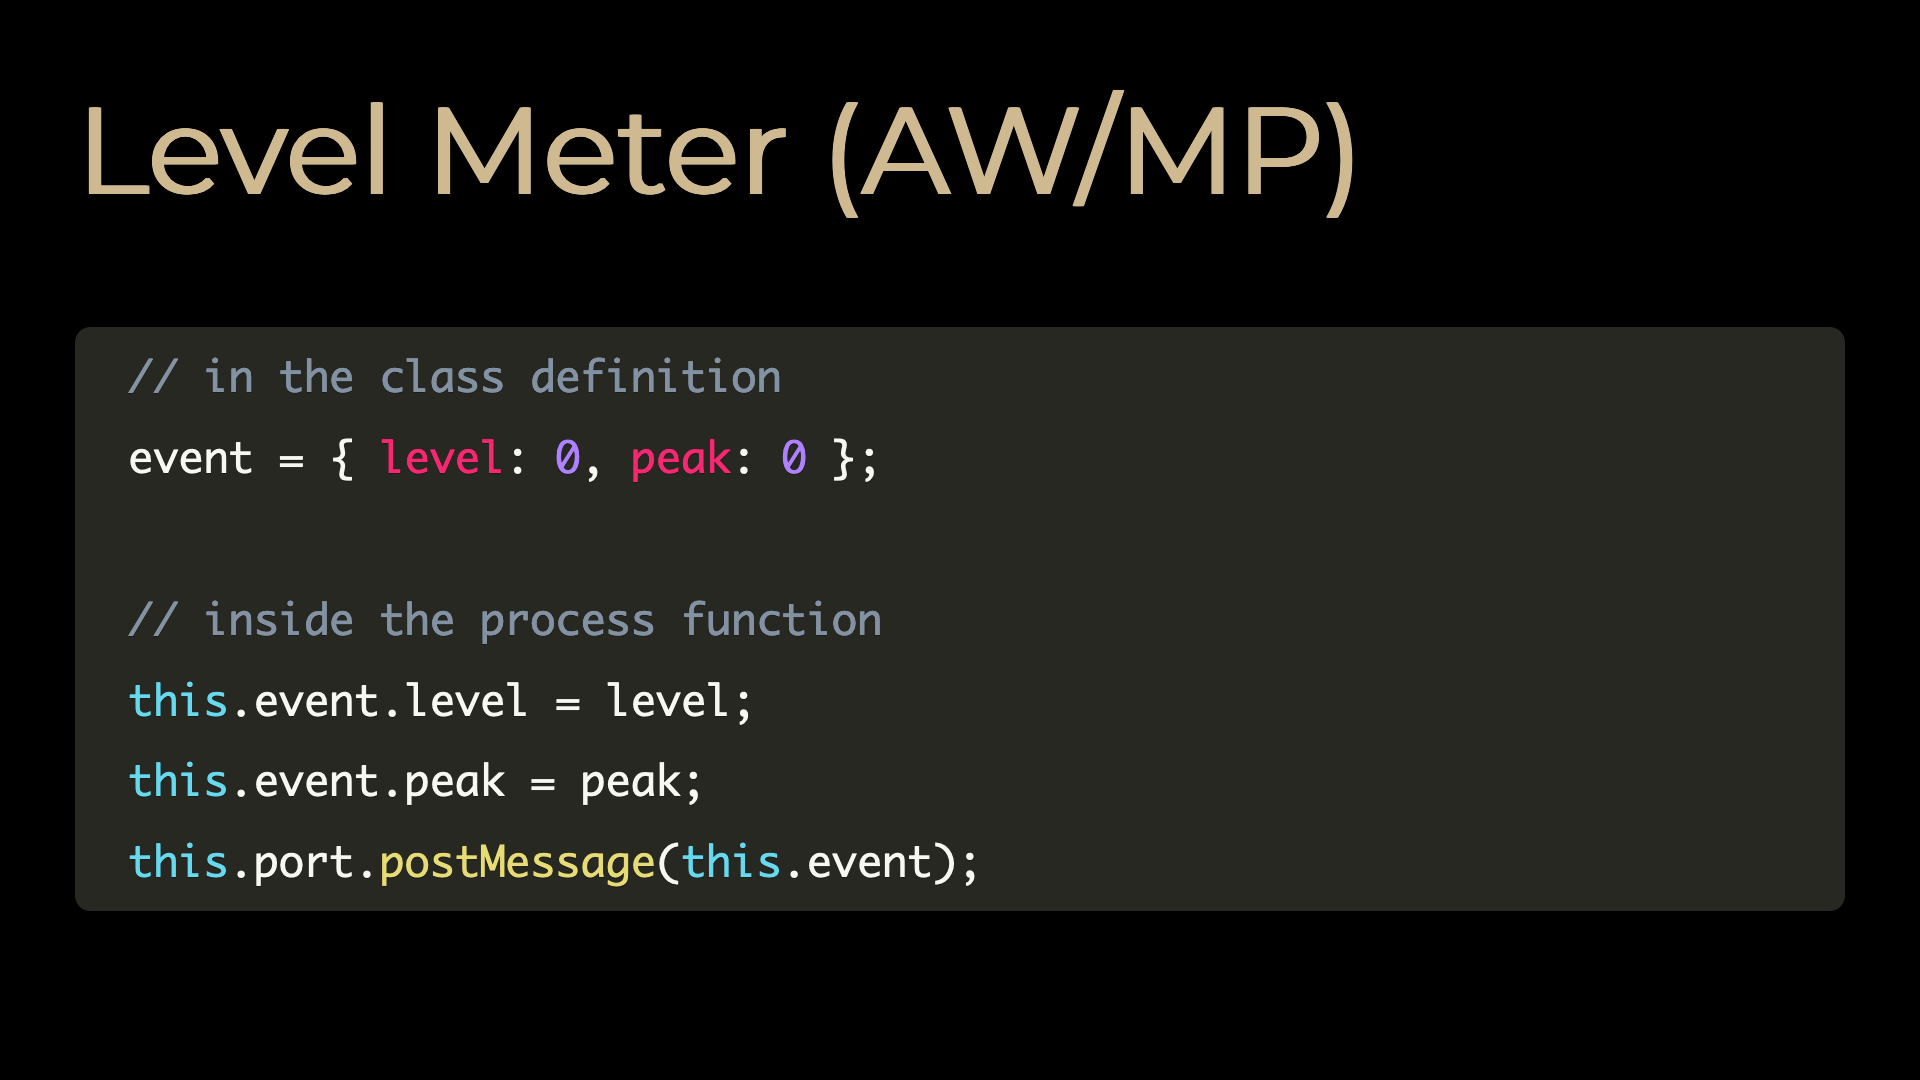 Level Meter (AW/MP)
// in the class definition
event = { level: 0, peak: 0 };
// inside the process function
this.event.level = level;
this.event.peak = peak;
this.port.postMessage(this.event);